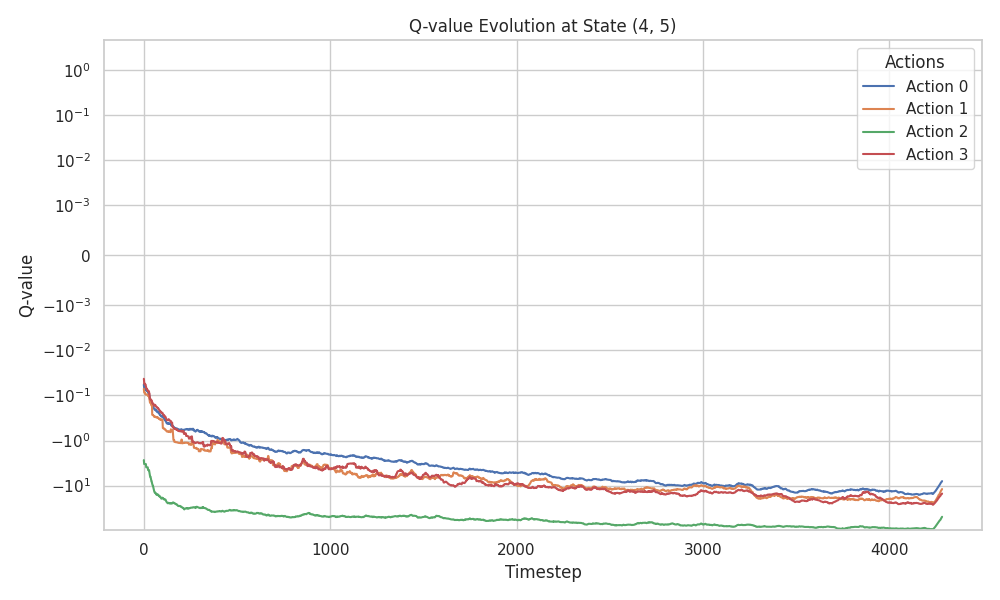 Q-value Evolution at State (4, 5)
Actions
Action 0
Action 1
Action 2
Action 3
Q-value
10⁰
10⁻¹
10⁻²
10⁻³
0
−10⁻³
−10⁻²
−10⁻¹
−10⁰
−10¹
0
1000
2000
3000
4000
Timestep